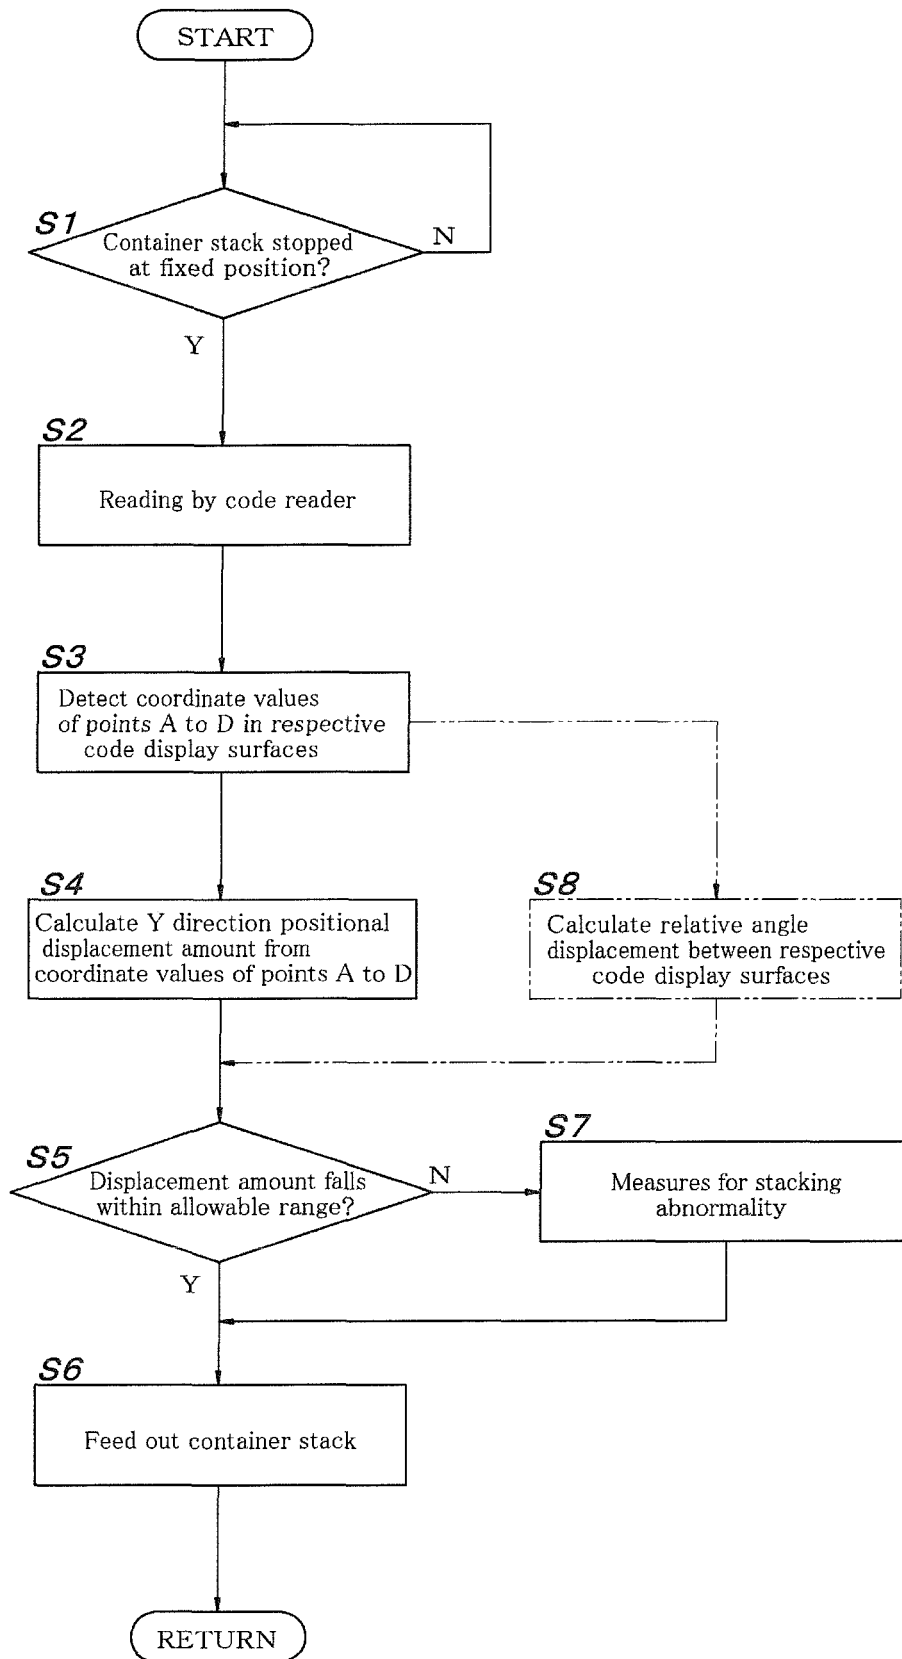 START
S1
Container stack stopped
at fixed position?
N
Y
S2
Reading by code reader
S3
Detect coordinate values
of points A to D in respective
code display surfaces
S4
Calculate Y direction positional
displacement amount from
coordinate values of points A to D
S8
Calculate relative angle
displacement between respective
code display surfaces
S5
Displacement amount falls
within allowable range?
N
Y
S7
Measures for stacking
abnormality
S6
Feed out container stack
RETURN